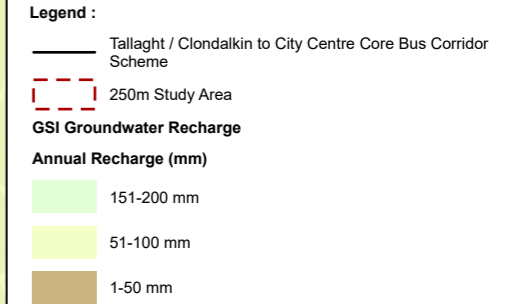 Legend :
Tallaght / Clondalkin to City Centre Core Bus Corridor
Scheme
250m Study Area
GSI Groundwater Recharge
Annual Recharge (mm)
151-200 mm
51-100 mm
1-50 mm